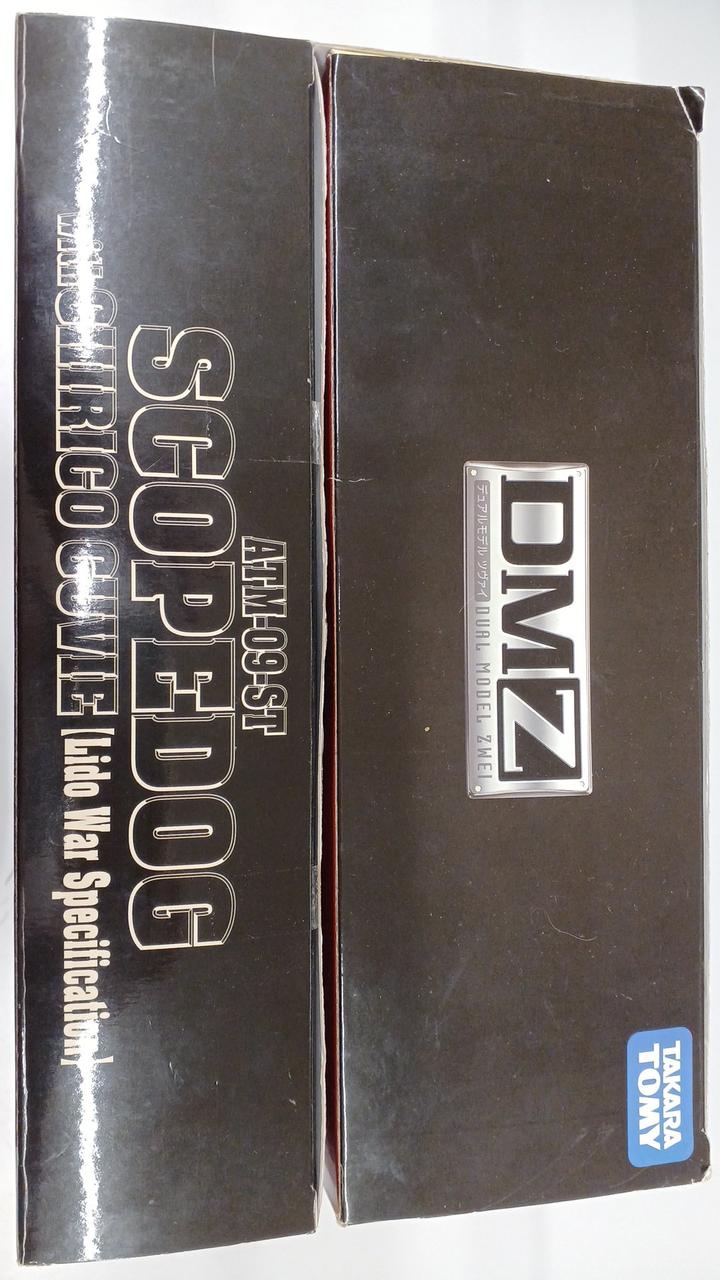 DMZ
デュアルモデル ツヴァイ DUAL MODEL ZWEI
TAKARA
TOMY
ATM-09-ST
SCOPEDOG
with CHIRICO CUVIE [Lido War Specification]